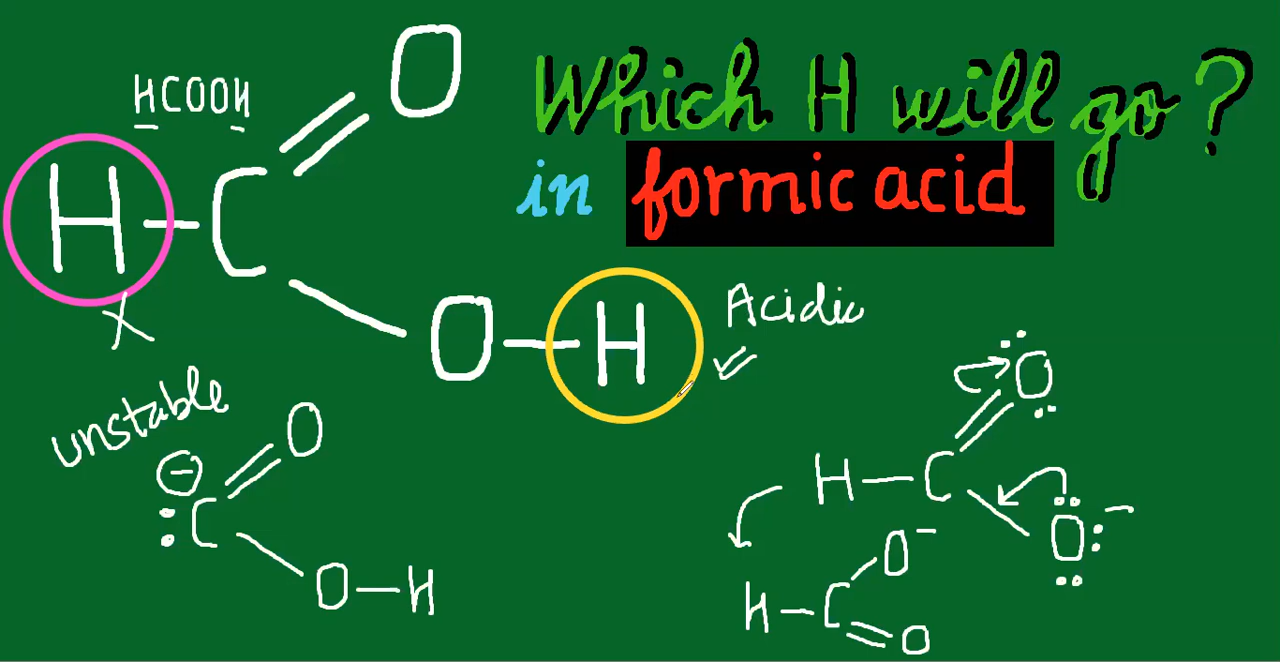 HCOOH
Which H will go?
in formic acid
O
H C
O H
Acidic
X
unstable
O
C
O H
O
H C
O
O
H C
O